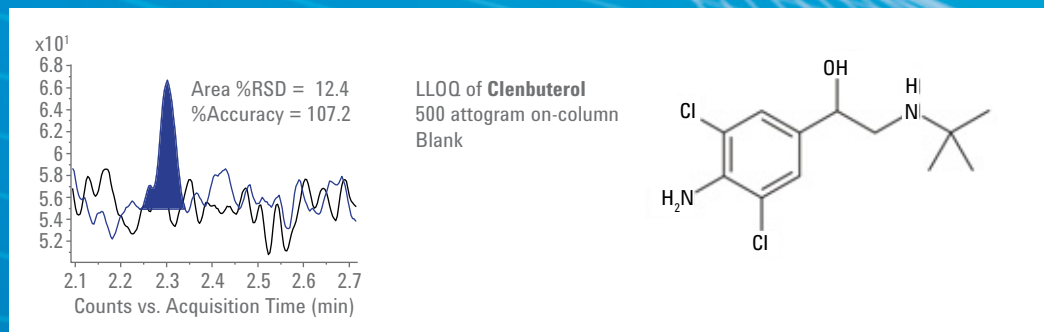 x10¹
6.8
6.6
6.4
6.2
6
5.8
5.6
5.4
5.2
2.1 2.2 2.3 2.4 2.5 2.6 2.7
Counts vs. Acquisition Time (min)
Area %RSD = 12.4
%Accuracy = 107.2
LLOQ of Clenbuterol
500 attogram on-column
Blank
OH
H
N
Cl
H₂N
Cl